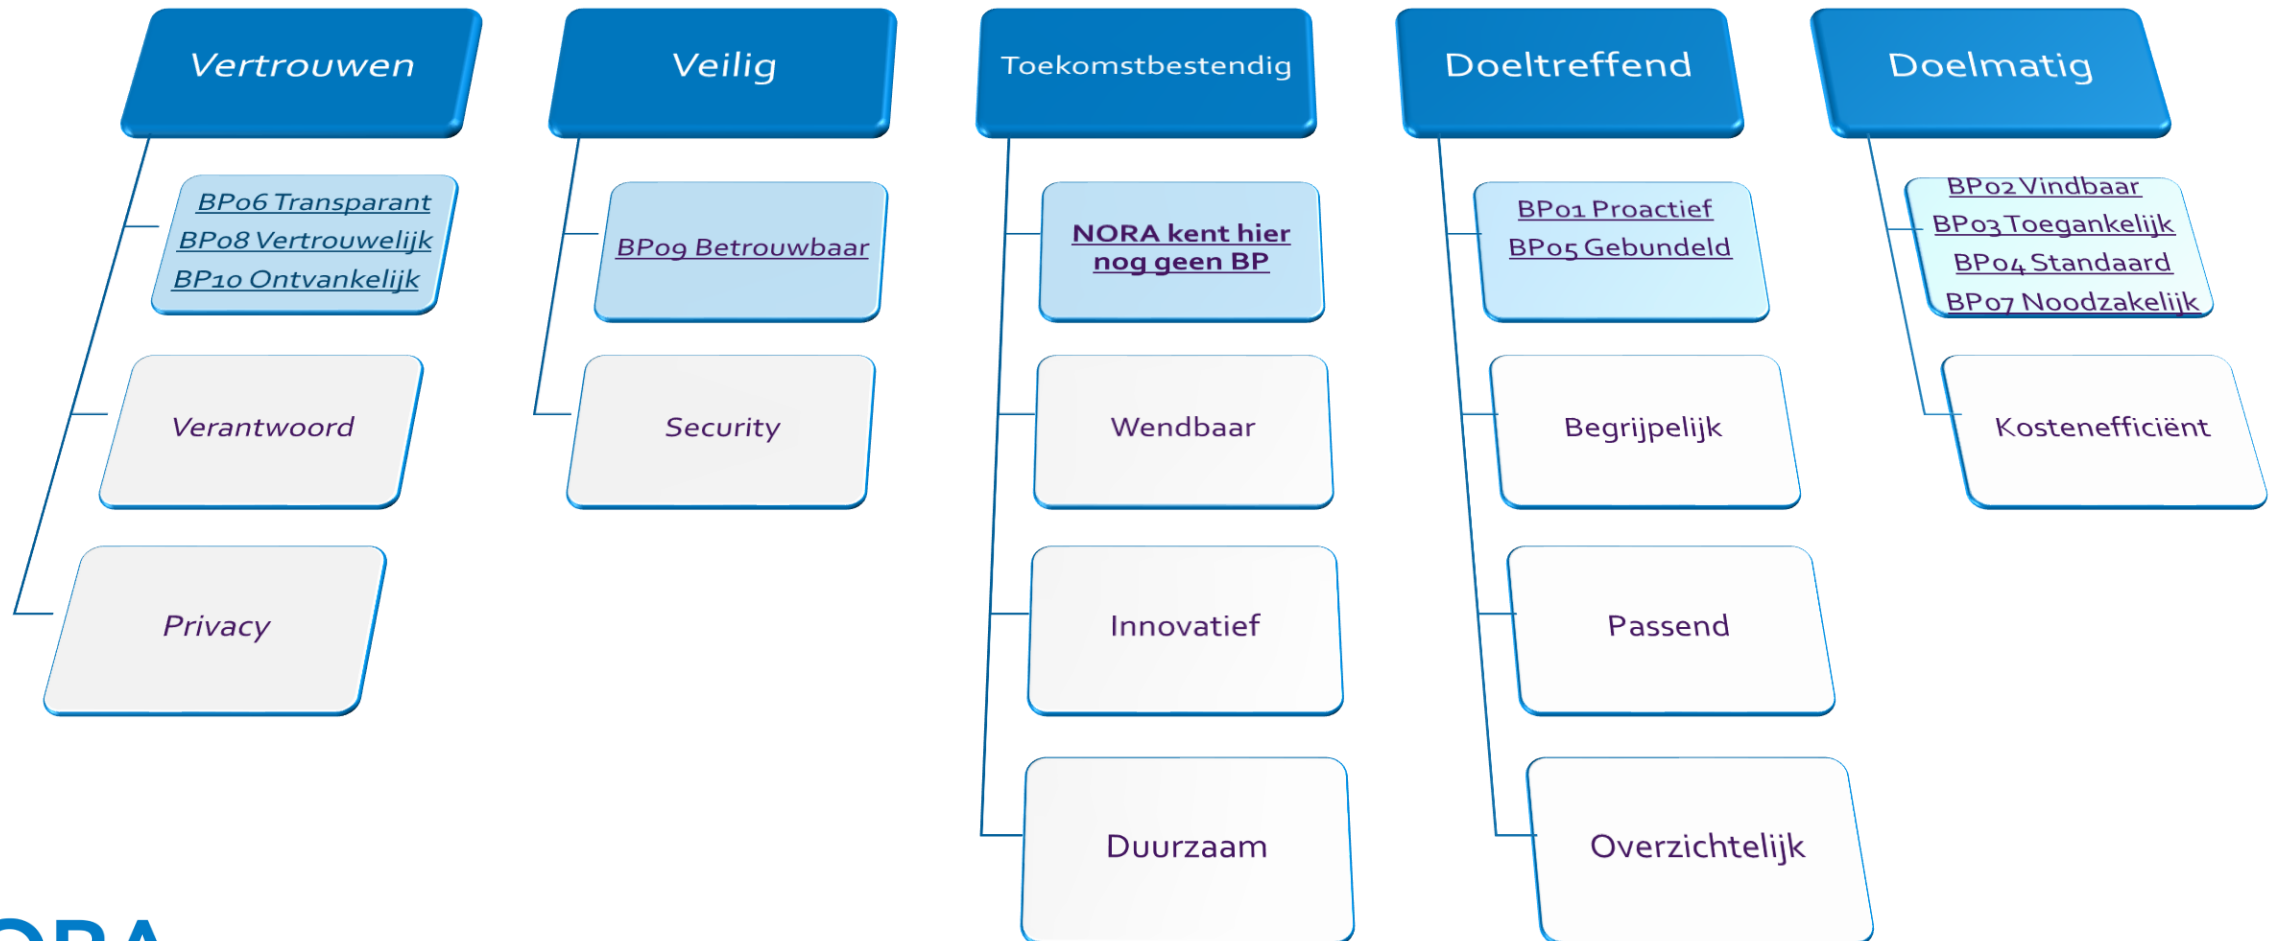 Vertrouwen
BP06 Transparant
BP08 Vertrouwelijk
BP10 Ontvankelijk
Verantwoord
Privacy
Veilig
BP09 Betrouwbaar
Security
Toekomstbestendig
NORA kent hier
nog geen BP
Wendbaar
Innovatief
Duurzaam
Doeltreffend
BP01 Proactief
BP05 Gebundeld
Begrijpelijk
Passend
Overzichtelijk
Doelmatig
BP02 Vindbaar
BP03 Toegankelijk
BP04 Standaard
BP07 Noodzakelijk
Kostenefficiënt